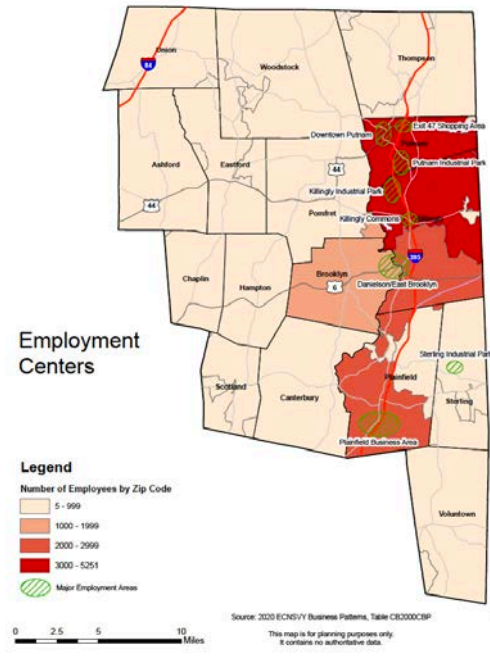 Union
84
Woodstock
Thompson
Exit 47 Shopping Area
Downtown Putnam
Putnam Industrial Park
Ashford
Eastford
44
Killingly Industrial Park
44
Pomfret
Killingly Commons
395
Chaplin
Hampton
Brooklyn
6
Danielson/East Brooklyn
Employment
Centers
Sterling Industrial Park
Scotland
Canterbury
Plainfield
Sterling
Plainfield Business Area
Legend
Number of Employees by Zip Code
5 - 999
1000 - 1999
2000 - 2999
3000 - 5251
Major Employment Areas
Voluntown
Source: 2020 ECNSVY Business Patterns, Table CB2000CBP
0 2.5 5 10
Miles
This map is for planning purposes only.
It contains no authoritative data.